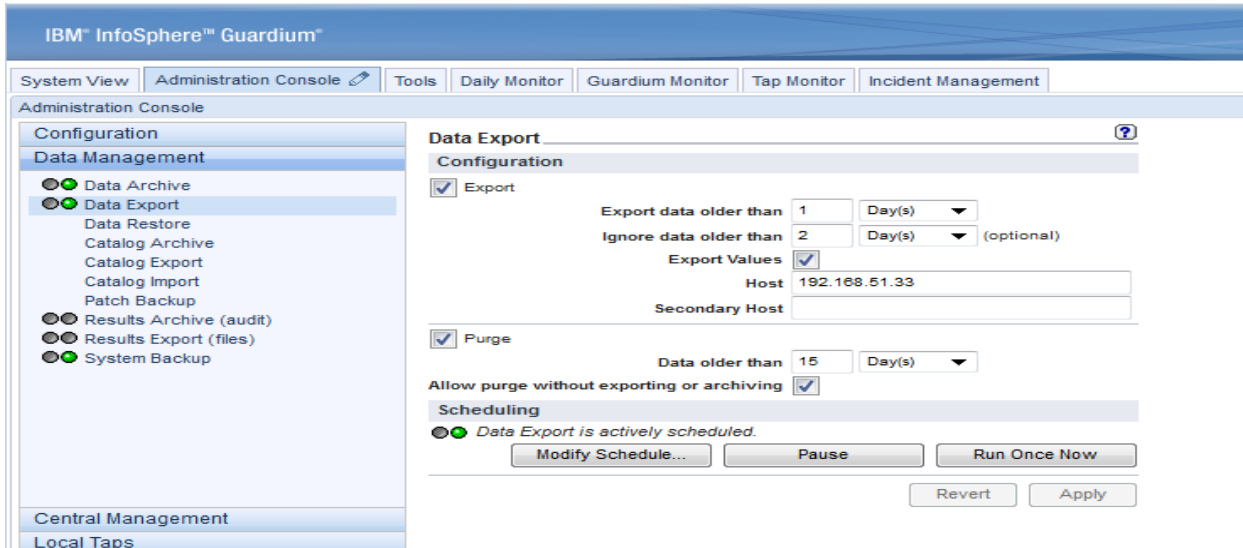 IBM® InfoSphere™ Guardium®
System View Administration Console Tools Daily Monitor Guardium Monitor Tap Monitor Incident Management
Administration Console
Configuration
Data Management
Data Archive
Data Export
Data Restore
Catalog Archive
Catalog Export
Catalog Import
Patch Backup
Results Archive (audit)
Results Export (files)
System Backup
Central Management
Local Taps
Data Export ?
Configuration
Export
Export data older than 1 Day(s)
Ignore data older than 2 Day(s) (optional)
Export Values
Host 192.168.51.33
Secondary Host
Purge
Data older than 15 Day(s)
Allow purge without exporting or archiving
Scheduling
Data Export is actively scheduled.
Modify Schedule... Pause Run Once Now
Revert Apply